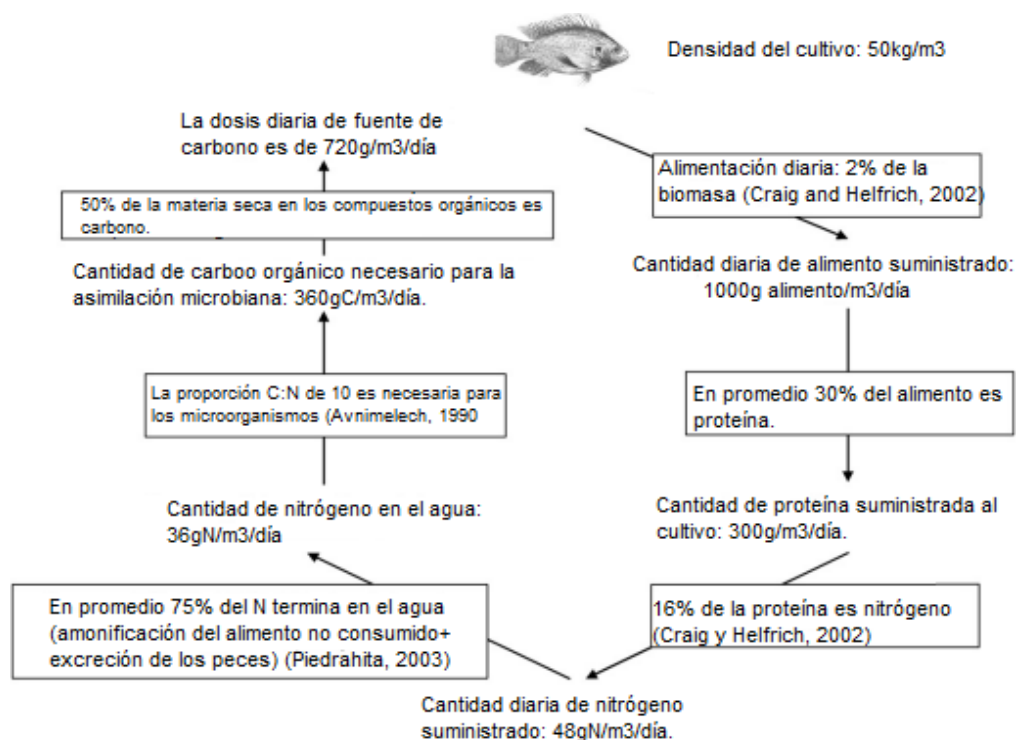 Densidad del cultivo: 50kg/m3
Alimentación diaria: 2% de la
biomasa (Craig and Helfrich, 2002)
Cantidad diaria de alimento suministrado:
1000g alimento/m3/día
En promedio 30% del alimento es
proteína.
Cantidad de proteína suministrada al
cultivo: 300g/m3/día.
16% de la proteína es nitrógeno
(Craig y Helfrich, 2002)
Cantidad diaria de nitrógeno
suministrado: 48gN/m3/día.
En promedio 75% del N termina en el agua
(amonificación del alimento no consumido+
excreción de los peces) (Piedrahita, 2003)
Cantidad de nitrógeno en el agua:
36gN/m3/día
La proporción C:N de 10 es necesaria para
los microorganismos (Avnimelech, 1990
Cantidad de carboo orgánico necesario para la
asimilación microbiana: 360gC/m3/día.
50% de la materia seca en los compuestos orgánicos es
carbono.
La dosis diaria de fuente de
carbono es de 720g/m3/día